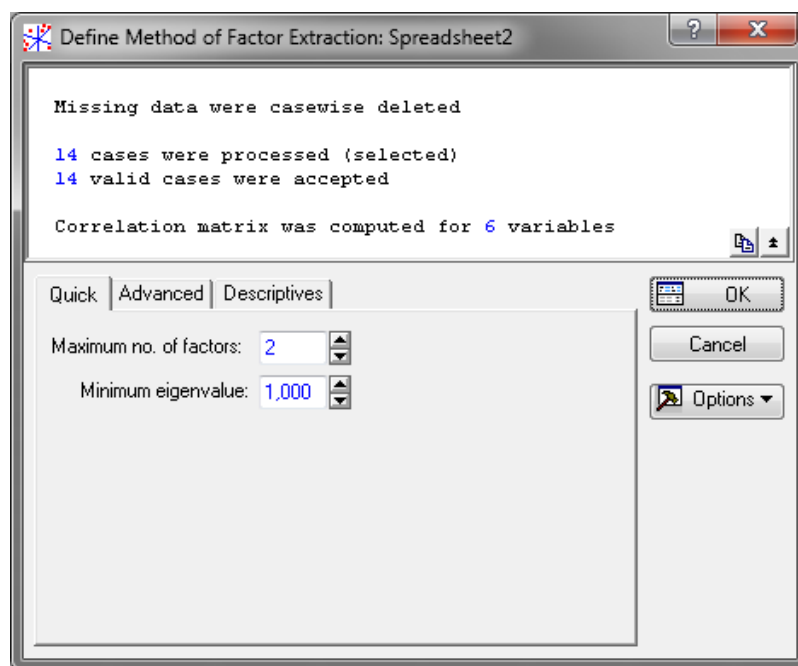 Define Method of Factor Extraction: Spreadsheet2
Missing data were casewise deleted
14 cases were processed (selected)
14 valid cases were accepted
Correlation matrix was computed for 6 variables
Quick Advanced Descriptives
OK
Maximum no. of factors: 2
Cancel
Minimum eigenvalue: 1,000
Options